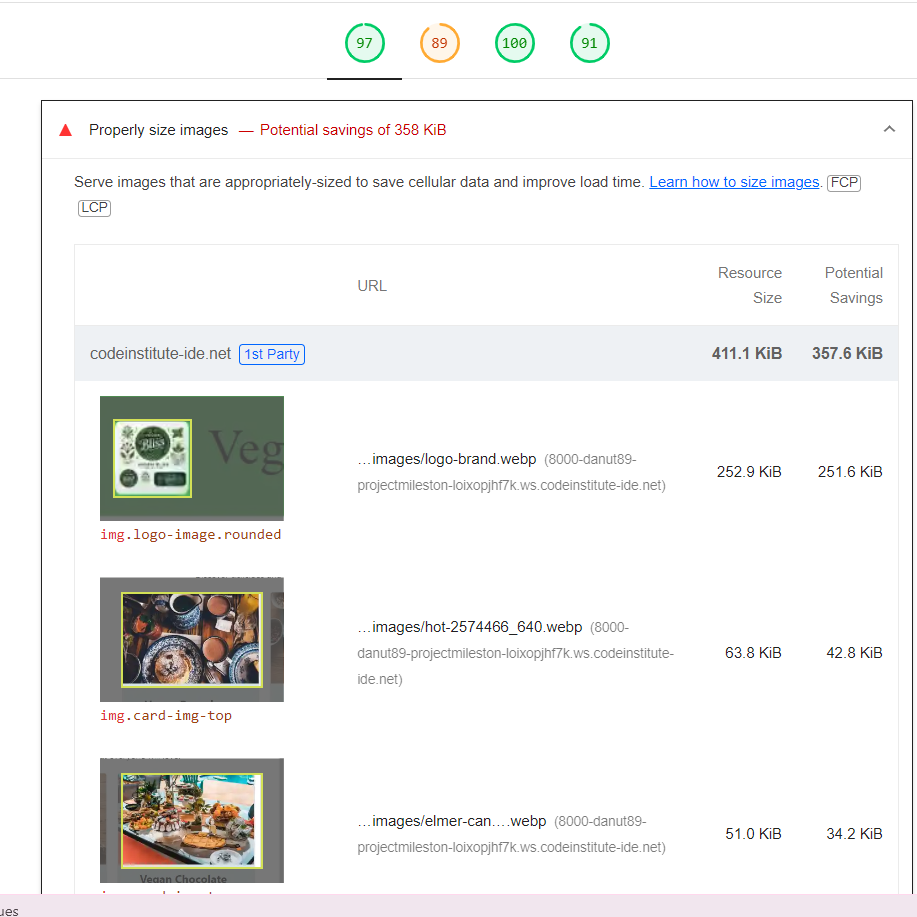 97 89 100 91
Properly size images — Potential savings of 358 KiB
Serve images that are appropriately-sized to save cellular data and improve load time. Learn how to size images. FCP
LCP
URL
Resource
Size
Potential
Savings
codeinstitute-ide.net 1st Party 411.1 KiB 357.6 KiB
Bliss
Veg
…images/logo-brand.webp (8000-danut89-
projectmileston-loixopjhf7k.ws.codeinstitute-ide.net)
252.9 KiB 251.6 KiB
img.logo-image.rounded
…images/hot-2574466_640.webp (8000-
danut89-projectmileston-loixopjhf7k.ws.codeinstitute-
ide.net)
63.8 KiB 42.8 KiB
img.card-img-top
…images/elmer-can….webp (8000-danut89-
projectmileston-loixopjhf7k.ws.codeinstitute-ide.net)
51.0 KiB 34.2 KiB
Vegan Chocolate
ues